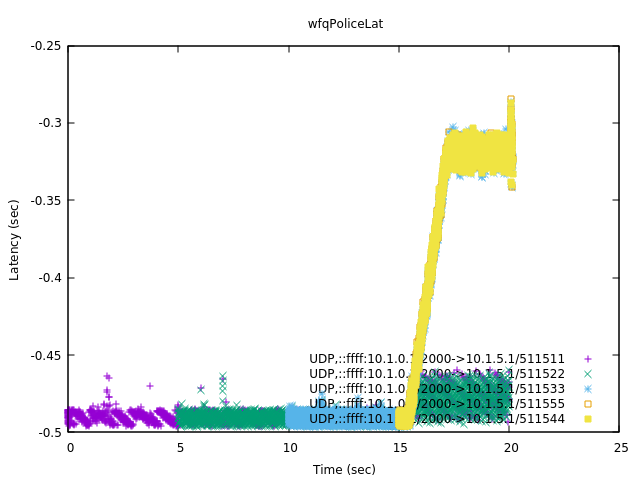 wfqPoliceLat
-0.25
-0.3
-0.35
-0.4
-0.45
-0.5
0
5
10
15
20
25
Latency (sec)
Time (sec)
UDP,::ffff:10.1.0. /2000->10.1.5.1/511511
UDP,::ffff:10.1.0. /2000->10.1.5.1/511522
UDP,::ffff:10.1.0. /2000->10.1.5.1/511533
UDP,::ffff:10.1.0. /2000->10.1.5.1/511555
UDP,::ffff:10.1.0. /2000->10.1.5.1/511544